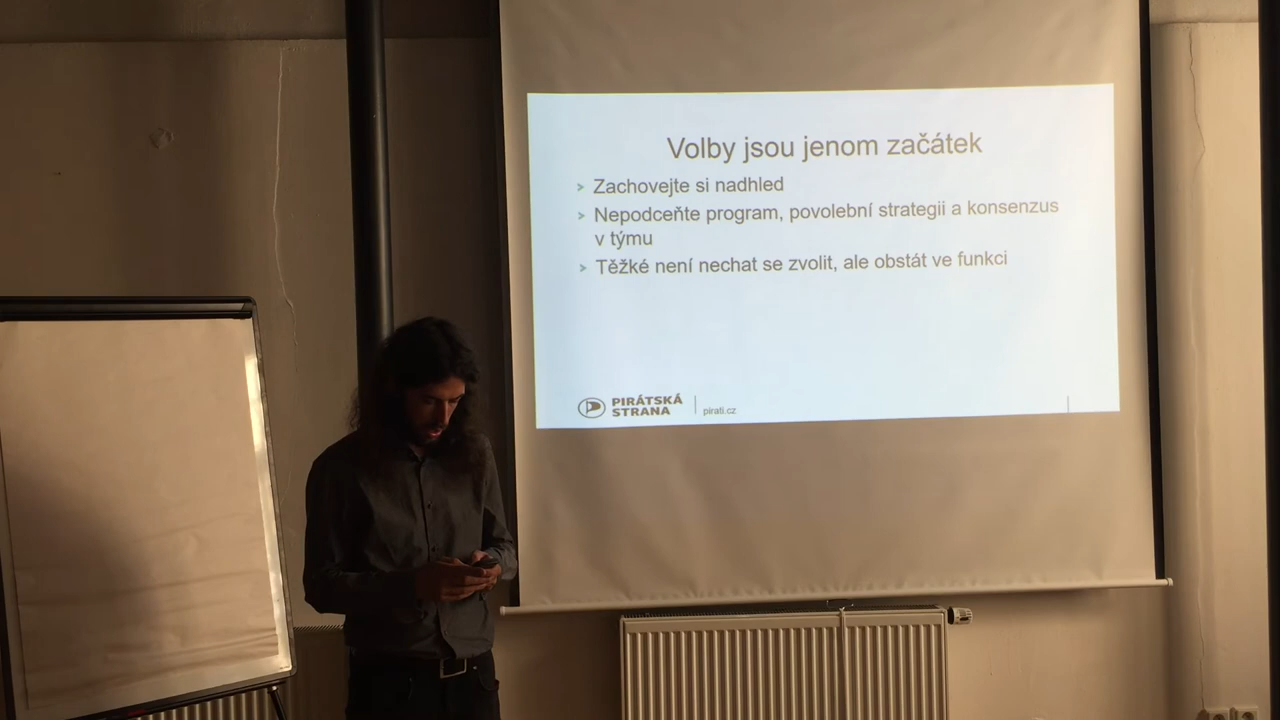 Volby jsou jenom začátek
Zachovejte si nadhled
Nepodceňte program, povolební strategii a konsenzus
v týmu
Těžké není nechat se zvolit, ale obstát ve funkci
PIRÁTSKÁ
STRANA
pirati.cz